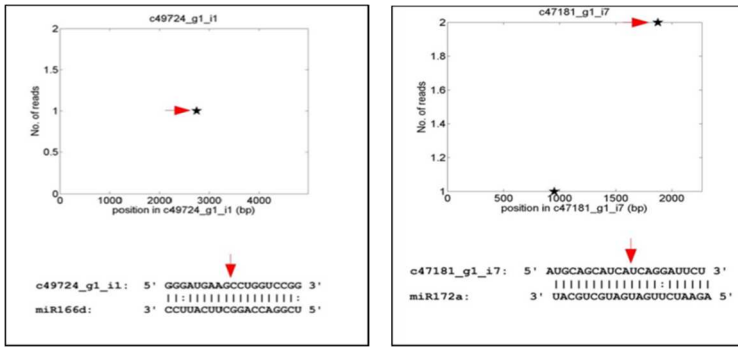 c49724_g1_i1
2
1.5
1
0.5
0
No. of reads
0 1000 2000 3000 4000
position in c49724_g1_i1 (bp)
c49724_g1_i1: 5' GGGAUGAAGCCUGGUCCGG 3'
||:||||||||||||||:
miR166d: 3' CCUUACUUCGGACCAGGCU 5'
c47181_g1_i7
2
1.8
1.6
1.4
1.2
1
No. of reads
0 500 1000 1500 2000
position in c47181_g1_i7 (bp)
c47181_g1_i7: 5' AUGCAGCAUCAUCAGGAUUCU 3'
||||||||||||||:||||||
miR172a: 3' UACGUCGUAGUAGUUCUAAGA 5'